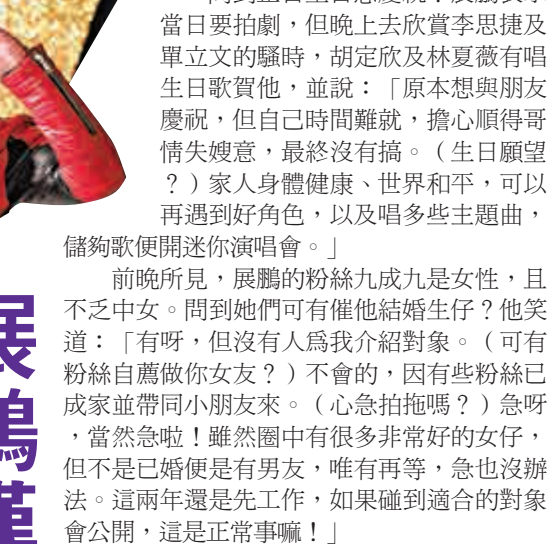 當日要拍劇，但晚上去欣賞李思捷及
單立文的騷時，胡定欣及林夏薇有唱
生日歌賀他，並說：「原本想與朋友
慶祝，但自己時間難就，擔心順得哥
情失嫂意，最終沒有搞。（生日願望
？）家人身體健康、世界和平，可以
再遇到好角色，以及唱多些主題曲，
儲夠歌便開迷你演唱會。」
前晚所見，展鵬的粉絲九成九是女性，且
不乏中女。問到她們可有催他結婚生仔？他笑
道：「有呀，但沒有人爲我介紹對象。（可有
粉絲自薦做你女友？）不會的，因有些粉絲已
成家並帶同小朋友來。（心急拍拖嗎？）急呀
，當然急啦！雖然圈中有很多非常好的女仔，
但不是已婚便是有男友，唯有再等，急也沒辦
法。這兩年還是先工作，如果碰到適合的對象
會公開，這是正常事嘛！」
展鵬